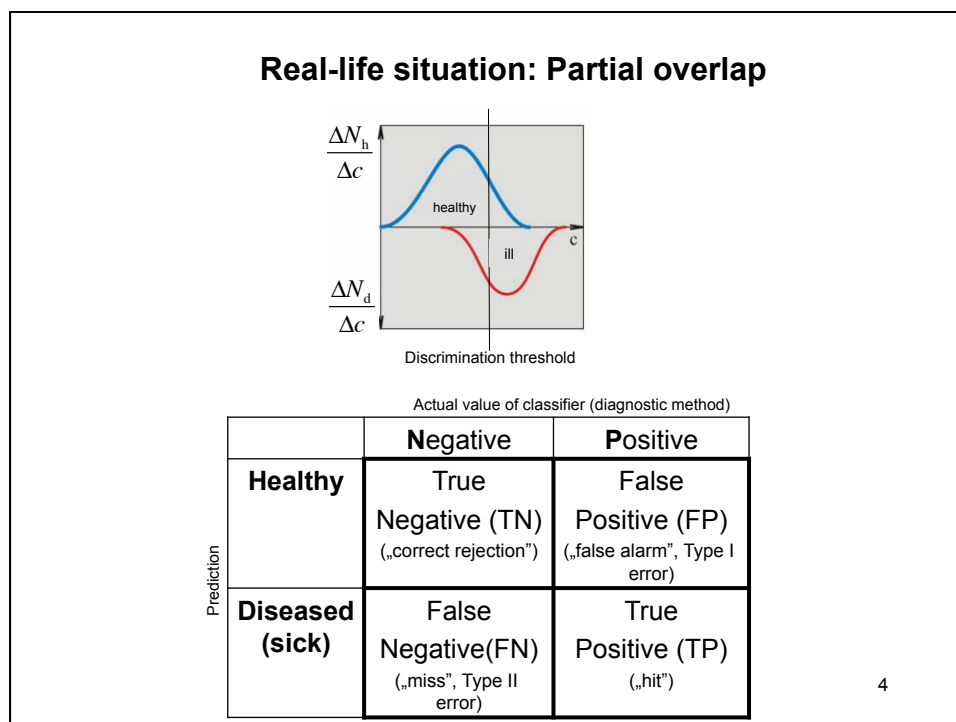 Real-life situation: Partial overlap
ΔN_h
Δc
healthy
c
ill
ΔN_d
Δc
Discrimination threshold
Actual value of classifier (diagnostic method)
Negative Positive
Healthy
True
Negative (TN)
(„correct rejection”)
False
Positive (FP)
(„false alarm”, Type I
error)
Prediction
Diseased
(sick)
False
Negative(FN)
(„miss”, Type II
error)
True
Positive (TP)
(„hit”)
4